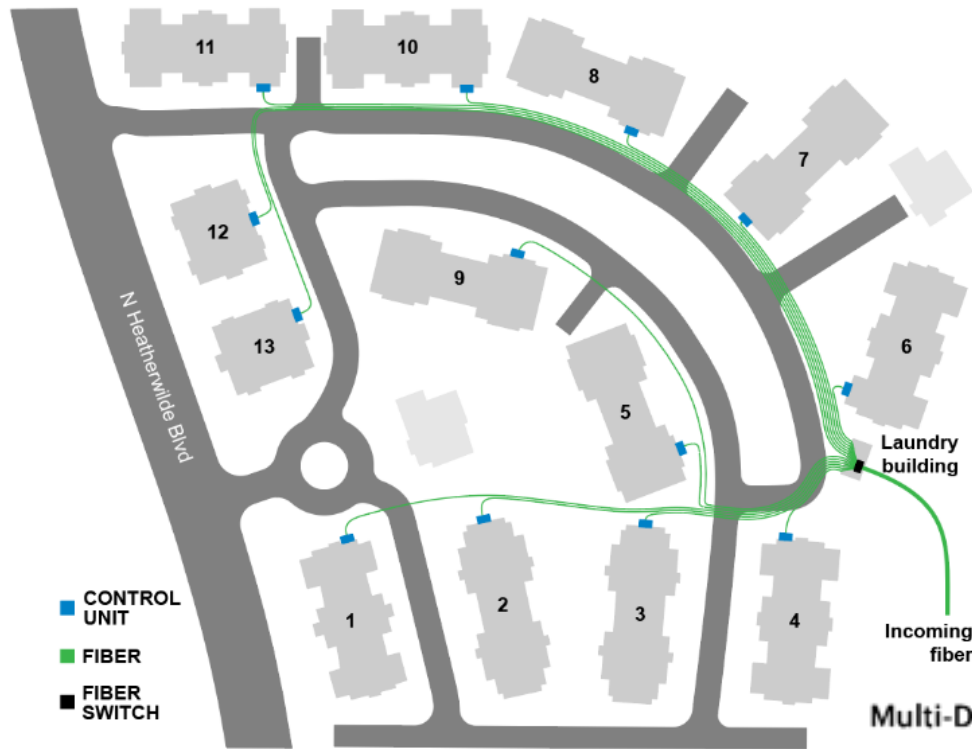 11
10
8
7
12
9
6
13
5
N Heatherwilde Blvd
Laundry
building
1
2
3
4
CONTROL
UNIT
FIBER
FIBER
SWITCH
Incoming
fiber
Multi-D